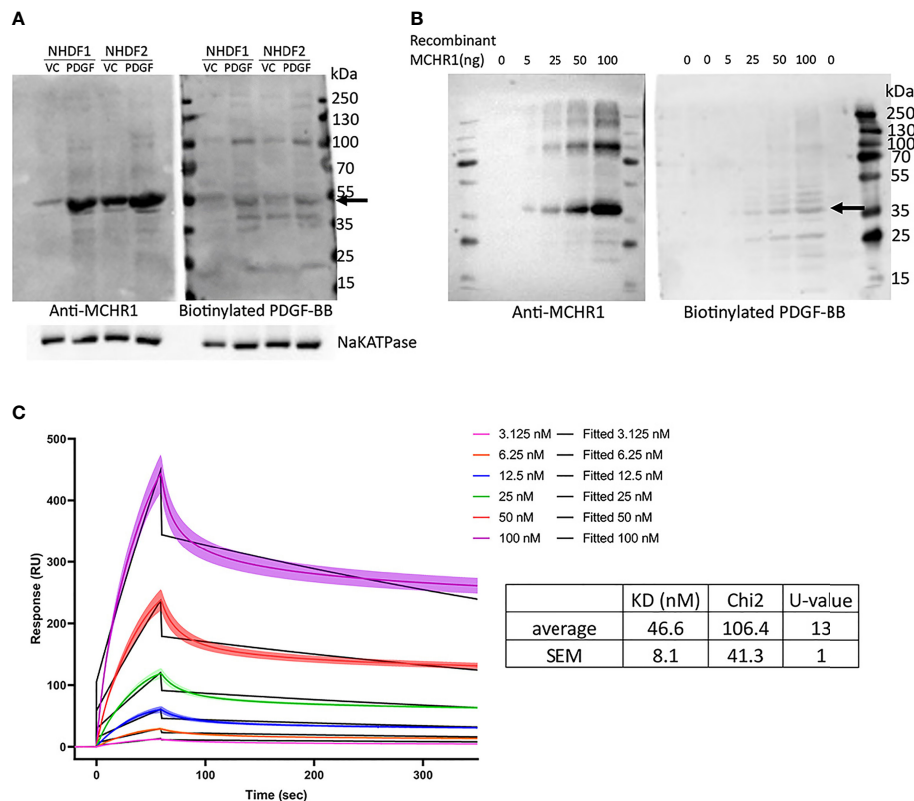 A
NHDF1 NHDF2
VC PDGF VC PDGF
NHDF1 NHDF2
VC PDGF VC PDGF
kDa
250
130
100
70
55
35
25
15
Anti-MCHR1
Biotinylated PDGF-BB
NaKATPase
B
Recombinant
MCHR1(ng) 0 5 25 50 100
0 0 5 25 50 100 0
kDa
250
130
100
70
55
35
25
15
Anti-MCHR1
Biotinylated PDGF-BB
C
500
400
300
200
100
0
Response (RU)
0 100 200 300
Time (sec)
3.125 nM Fitted 3.125 nM
6.25 nM Fitted 6.25 nM
12.5 nM Fitted 12.5 nM
25 nM Fitted 25 nM
50 nM Fitted 50 nM
100 nM Fitted 100 nM
KD (nM) Chi2 U-value
average 46.6 106.4 13
SEM 8.1 41.3 1